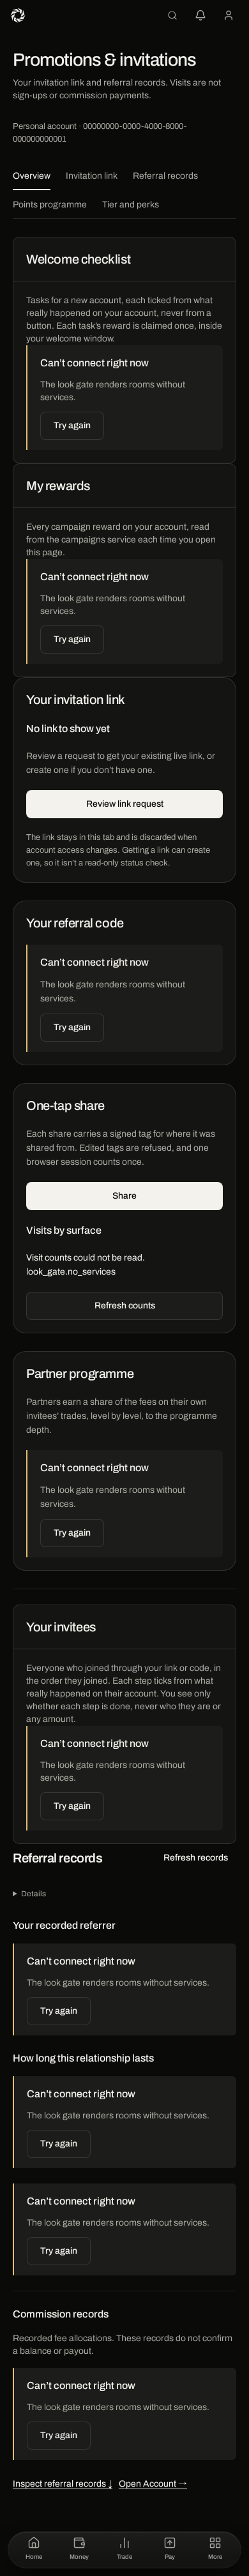 Promotions & invitations
Your invitation link and referral records. Visits are not
sign-ups or commission payments.
Personal account · 00000000-0000-4000-8000-
000000000001
Overview Invitation link Referral records
Points programme Tier and perks
Welcome checklist
Tasks for a new account, each ticked from what
really happened on your account, never from a
button. Each task's reward is claimed once, inside
your welcome window.
Can't connect right now
The look gate renders rooms without
services.
Try again
My rewards
Every campaign reward on your account, read
from the campaigns service each time you open
this page.
Can't connect right now
The look gate renders rooms without
services.
Try again
Your invitation link
No link to show yet
Review a request to get your existing live link, or
create one if you don't have one.
Review link request
The link stays in this tab and is discarded when
account access changes. Getting a link can create
one, so it isn't a read-only status check.
Your referral code
Can't connect right now
The look gate renders rooms without
services.
Try again
One-tap share
Each share carries a signed tag for where it was
shared from. Edited tags are refused, and one
browser session counts once.
Share
Visits by surface
Visit counts could not be read.
look_gate.no_services
Refresh counts
Partner programme
Partners earn a share of the fees on their own
invitees' trades, level by level, to the programme
depth.
Can't connect right now
The look gate renders rooms without
services.
Try again
Your invitees
Everyone who joined through your link or code, in
the order they joined. Each step ticks from what
really happened on their account. You see only
whether each step is done, never who they are or
any amount.
Can't connect right now
The look gate renders rooms without
services.
Try again
Referral records Refresh records
Details
Your recorded referrer
Can't connect right now
The look gate renders rooms without services.
Try again
How long this relationship lasts
Can't connect right now
The look gate renders rooms without services.
Try again
Can't connect right now
The look gate renders rooms without services.
Try again
Commission records
Recorded fee allocations. These records do not confirm
a balance or payout.
Can't connect right now
The look gate renders rooms without services.
Try again
Inspect referral records ↓ Open Account →
Home Money Trade Pay More